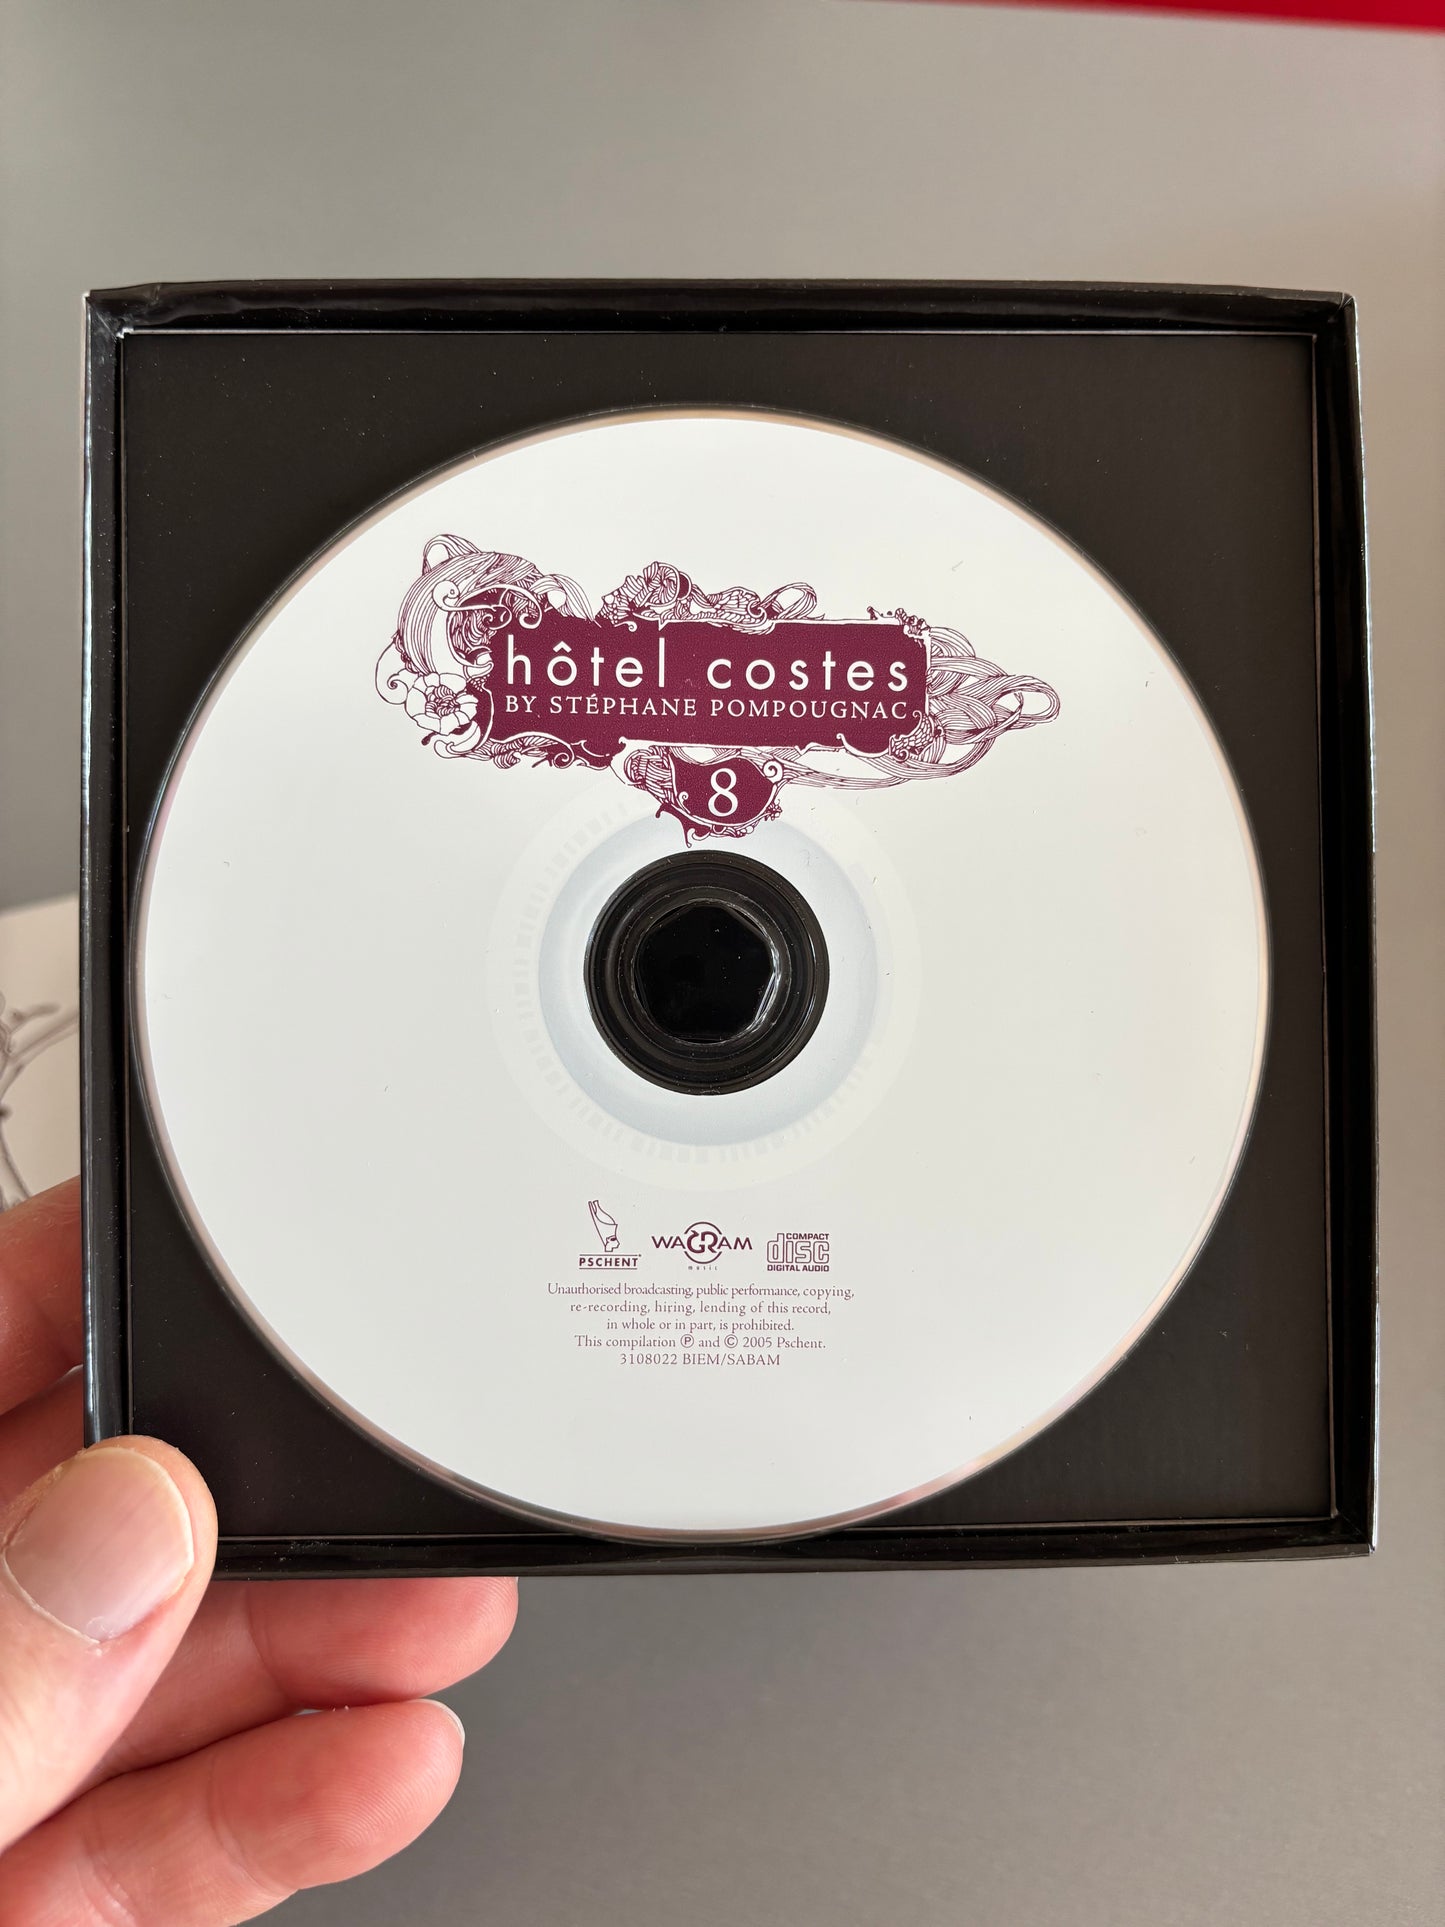 hôtel costes
BY STÉPHANE POMPOUGNAC
8
PSCHENT
WAGRAM
music
COMPACT
disc
DIGITAL AUDIO
Unauthorised broadcasting, public performance, copying,
re-recording, hiring, lending of this record,
in whole or in part, is prohibited.
This compilation ℗ and © 2005 Pschent.
3108022 BIEM/SABAM